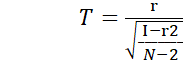 T = r
I−r2
N−2